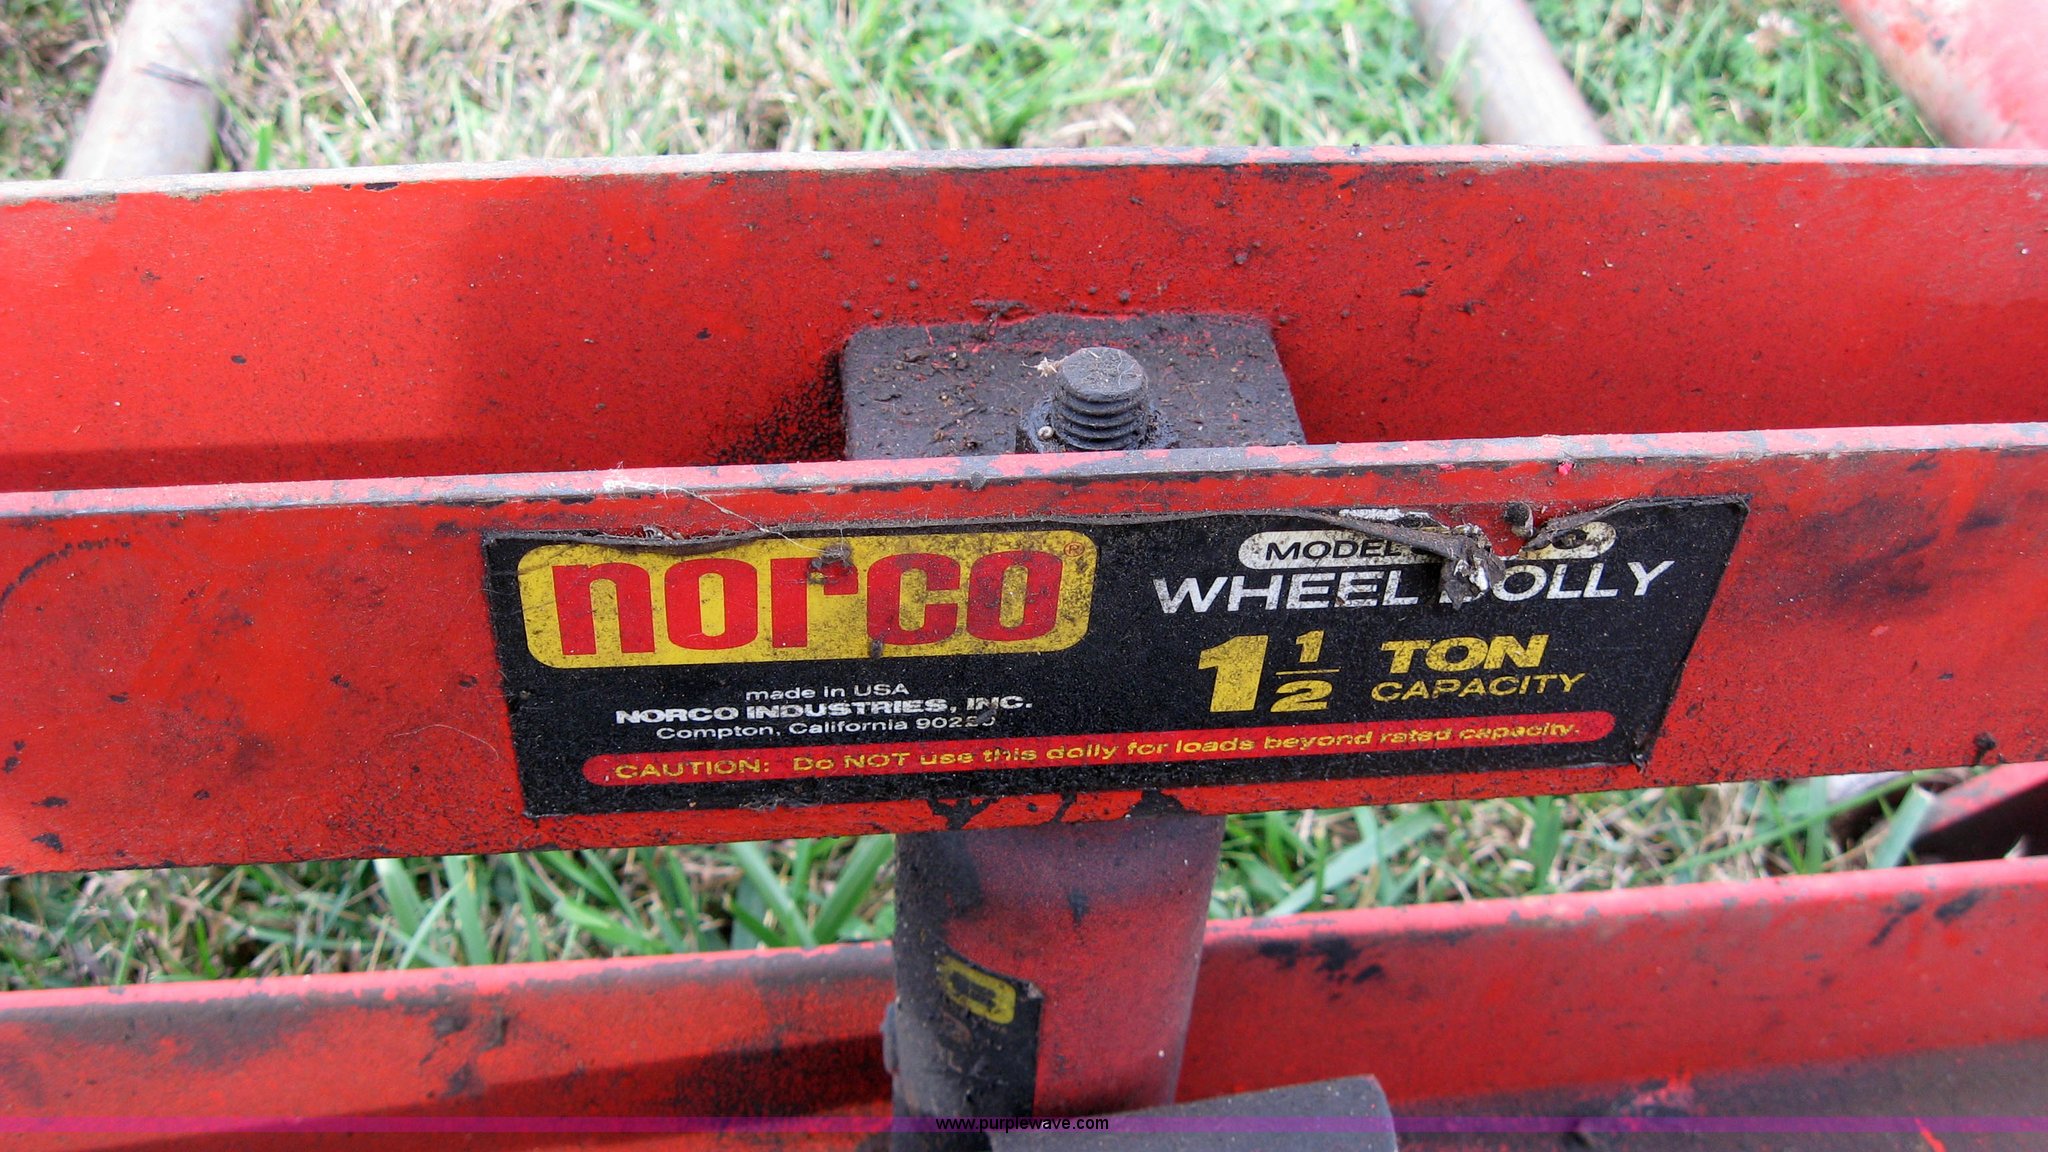 norco®
MODEL
WHEEL DOLLY
1 1/2 TON
CAPACITY
made in USA
NORCO INDUSTRIES, INC.
Compton, California
CAUTION: Do NOT use this dolly for loads beyond rated capacity.
www.purplewave.com